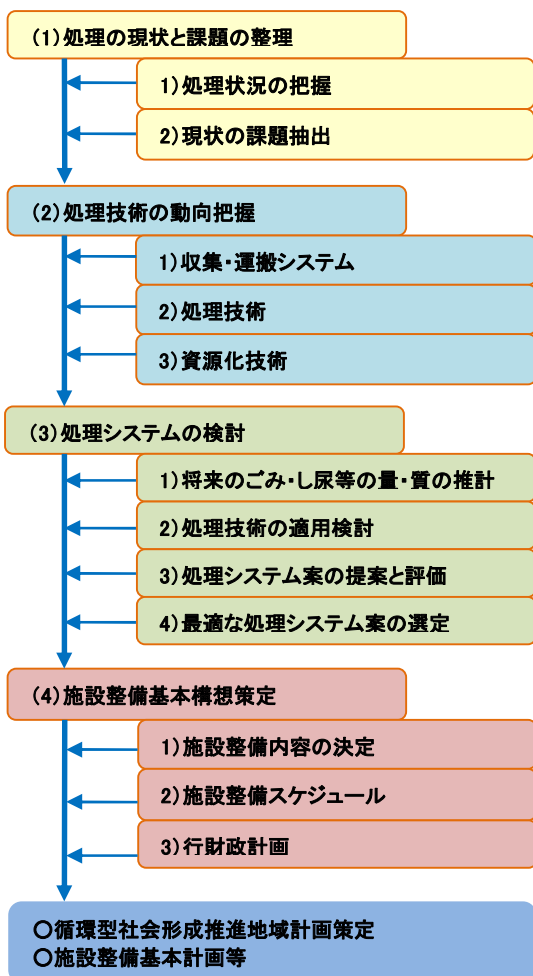 (1)処理の現状と課題の整理
1)処理状況の把握
2)現状の課題抽出
(2)処理技術の動向把握
1)収集・運搬システム
2)処理技術
3)資源化技術
(3)処理システムの検討
1)将来のごみ・し尿等の量・質の推計
2)処理技術の適用検討
3)処理システム案の提案と評価
4)最適な処理システム案の選定
(4)施設整備基本構想策定
1)施設整備内容の決定
2)施設整備スケジュール
3)行財政計画
○循環型社会形成推進地域計画策定
○施設整備基本計画等